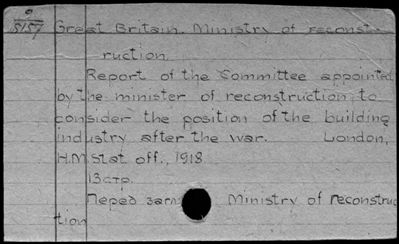 0
15157
Great Britain. Ministry of reconst-
ruction.
Report of the Committee appointed
by the minister of reconstruction to
consider the position of the building
industry after the war. London,
H.M.Stat off., 1918
13стр.
Перед загл Ministry of reconstruc
tion